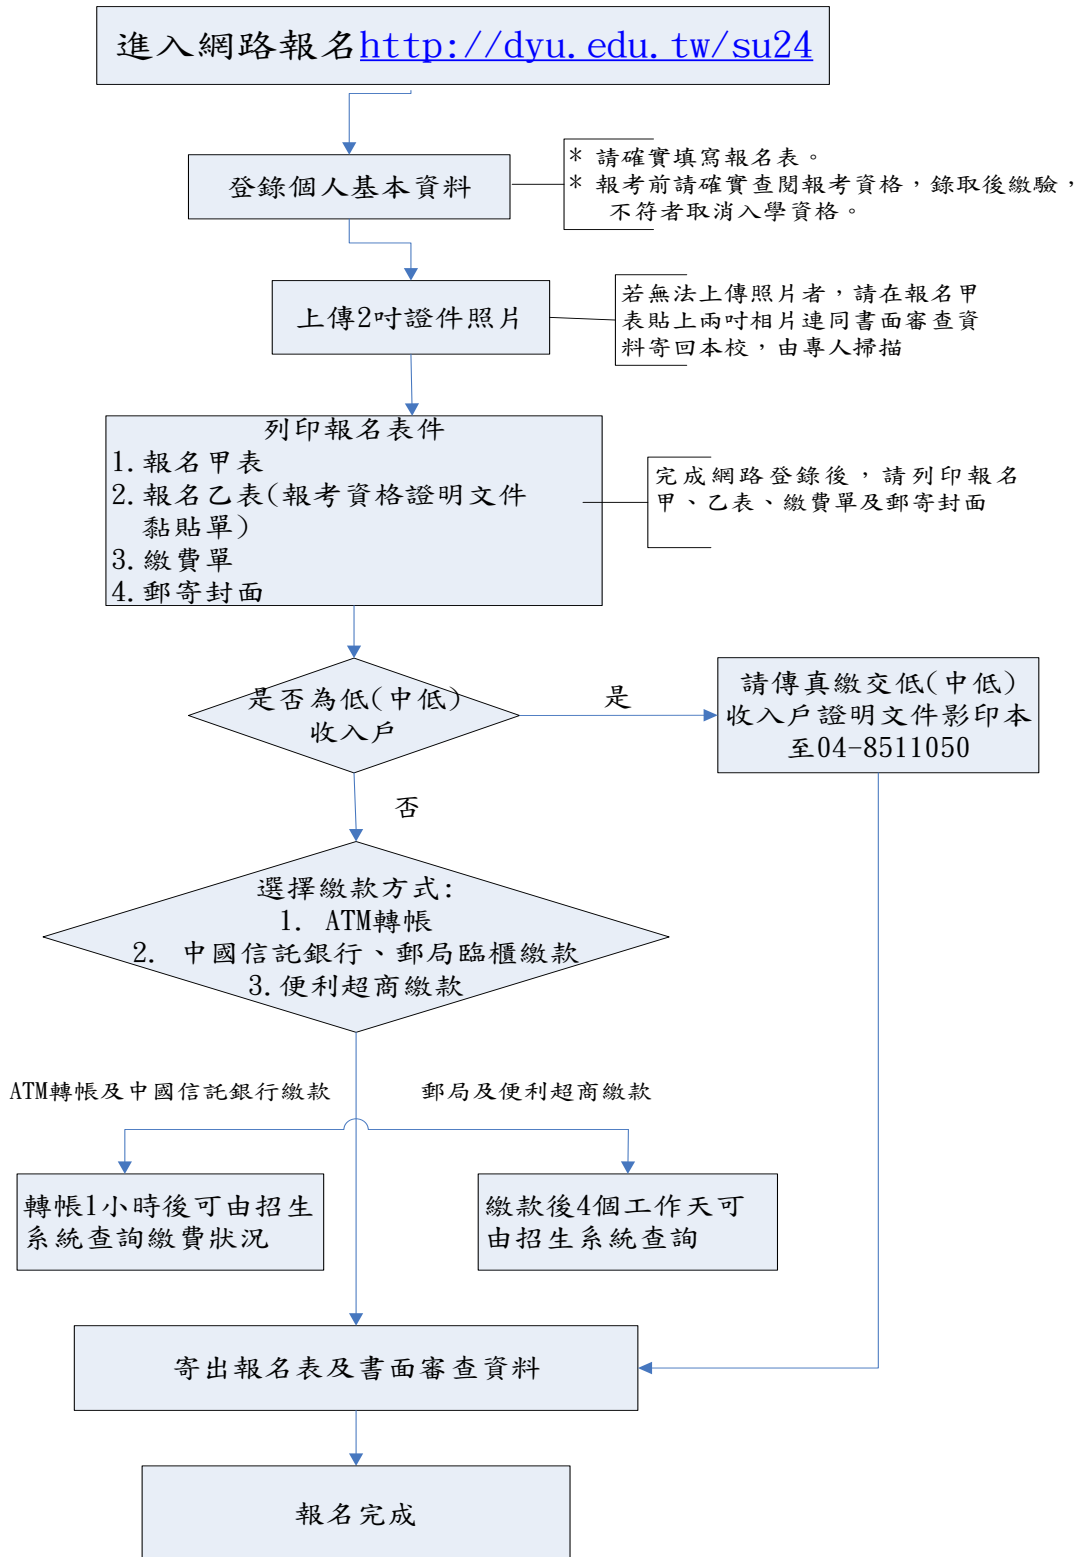 進入網路報名http://dyu.edu.tw/su24
登錄個人基本資料
* 請確實填寫報名表。
* 報考前請確實查閱報考資格，錄取後繳驗，
不符者取消入學資格。
上傳2吋證件照片
若無法上傳照片者，請在報名甲
表貼上兩吋相片連同書面審查資
料寄回本校，由專人掃描
列印報名表件
1.報名甲表
2.報名乙表(報考資格證明文件
黏貼單)
3.繳費單
4.郵寄封面
完成網路登錄後，請列印報名
甲、乙表、繳費單及郵寄封面
是否為低(中低)
收入戶
是
請傳真繳交低(中低)
收入戶證明文件影印本
至04-8511050
否
選擇繳款方式:
1. ATM轉帳
2. 中國信託銀行、郵局臨櫃繳款
3.便利超商繳款
ATM轉帳及中國信託銀行繳款
郵局及便利超商繳款
轉帳1小時後可由招生
系統查詢繳費狀況
繳款後4個工作天可
由招生系統查詢
寄出報名表及書面審查資料
報名完成